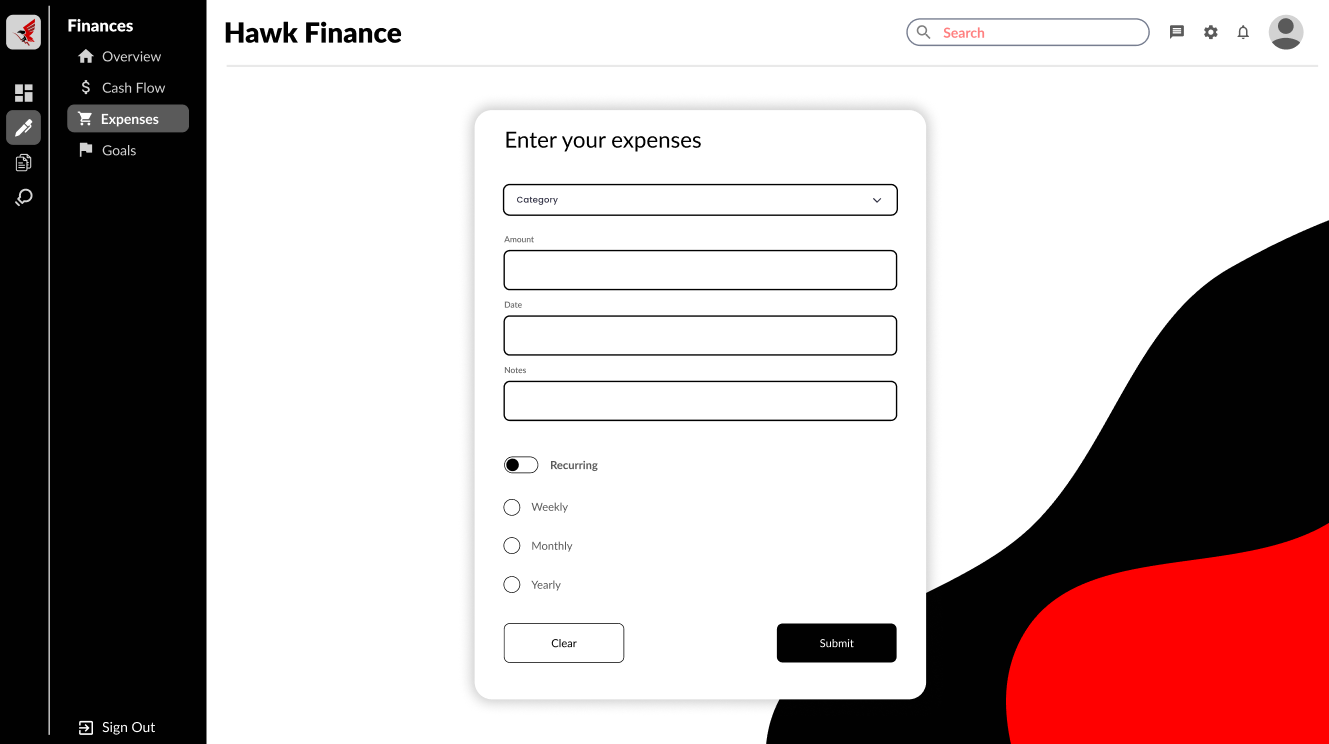 Finances
Overview
Cash Flow
Expenses
Goals
Sign Out
Hawk Finance
Search
Enter your expenses
Category
Amount
Date
Notes
Recurring
Weekly
Monthly
Yearly
Clear
Submit